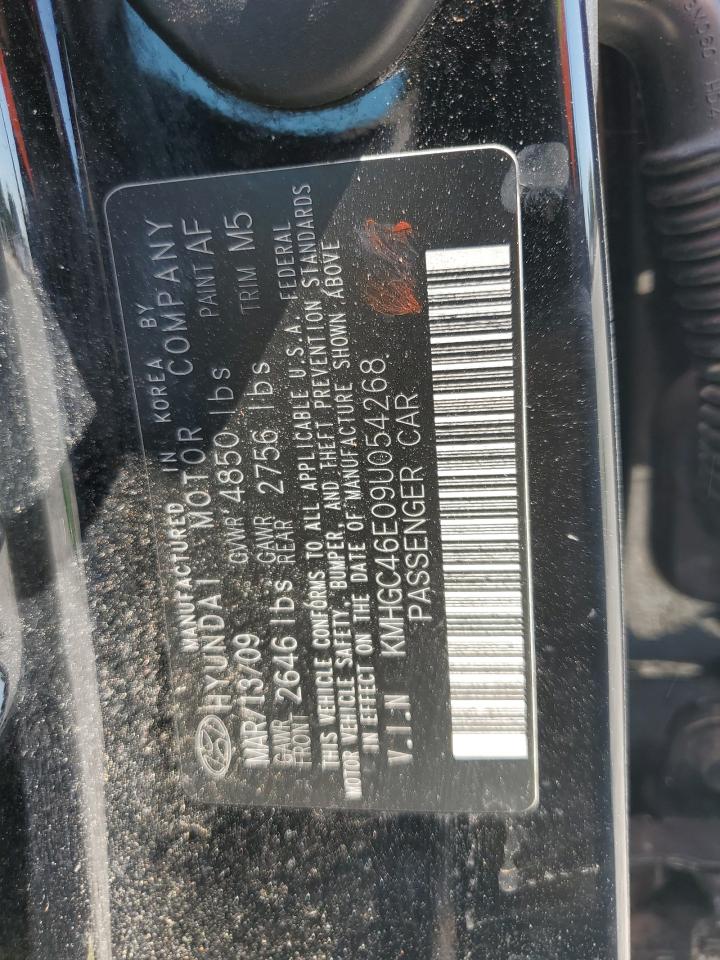 MANUFACTURED IN KOREA BY
HYUNDAI MOTOR COMPANY
MAR/13/09 GVWR 4850 lbs PAINT AF
GAWR FRONT 2646 lbs GAWR REAR 2756 lbs TRIM M5
THIS VEHICLE CONFORMS TO ALL APPLICABLE U.S.A. FEDERAL
MOTOR VEHICLE SAFETY, BUMPER, AND THEFT PREVENTION STANDARDS
IN EFFECT ON THE DATE OF MANUFACTURE SHOWN ABOVE
V.I.N KMHGC46E09U054268
PASSENGER CAR